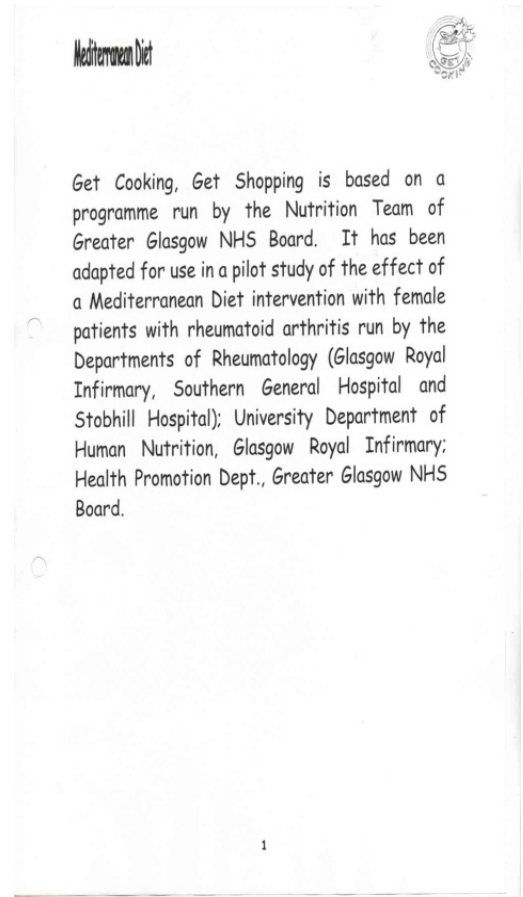 Mediterranean Diet
GET
COOKING!
Get Cooking, Get Shopping is based on a
programme run by the Nutrition Team of
Greater Glasgow NHS Board. It has been
adapted for use in a pilot study of the effect of
a Mediterranean Diet intervention with female
patients with rheumatoid arthritis run by the
Departments of Rheumatology (Glasgow Royal
Infirmary, Southern General Hospital and
Stobhill Hospital); University Department of
Human Nutrition, Glasgow Royal Infirmary;
Health Promotion Dept., Greater Glasgow NHS
Board.
1